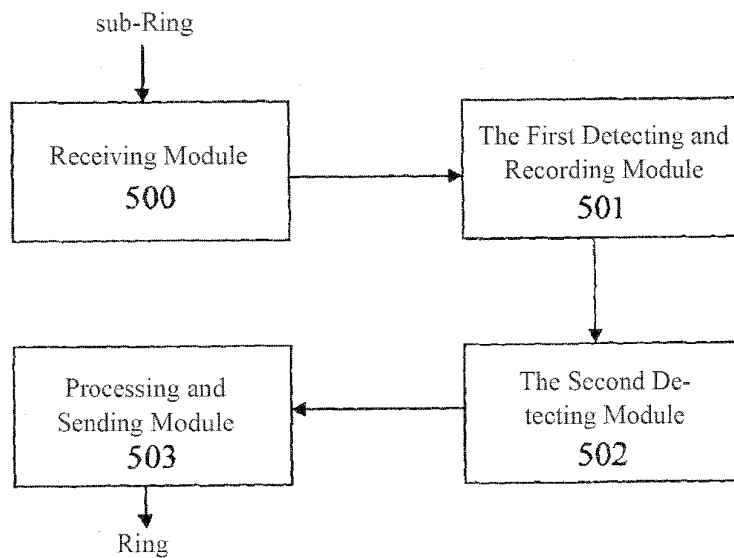 sub-Ring
Receiving Module
500
The First Detecting and
Recording Module
501
Processing and
Sending Module
503
The Second De-
tecting Module
502
Ring